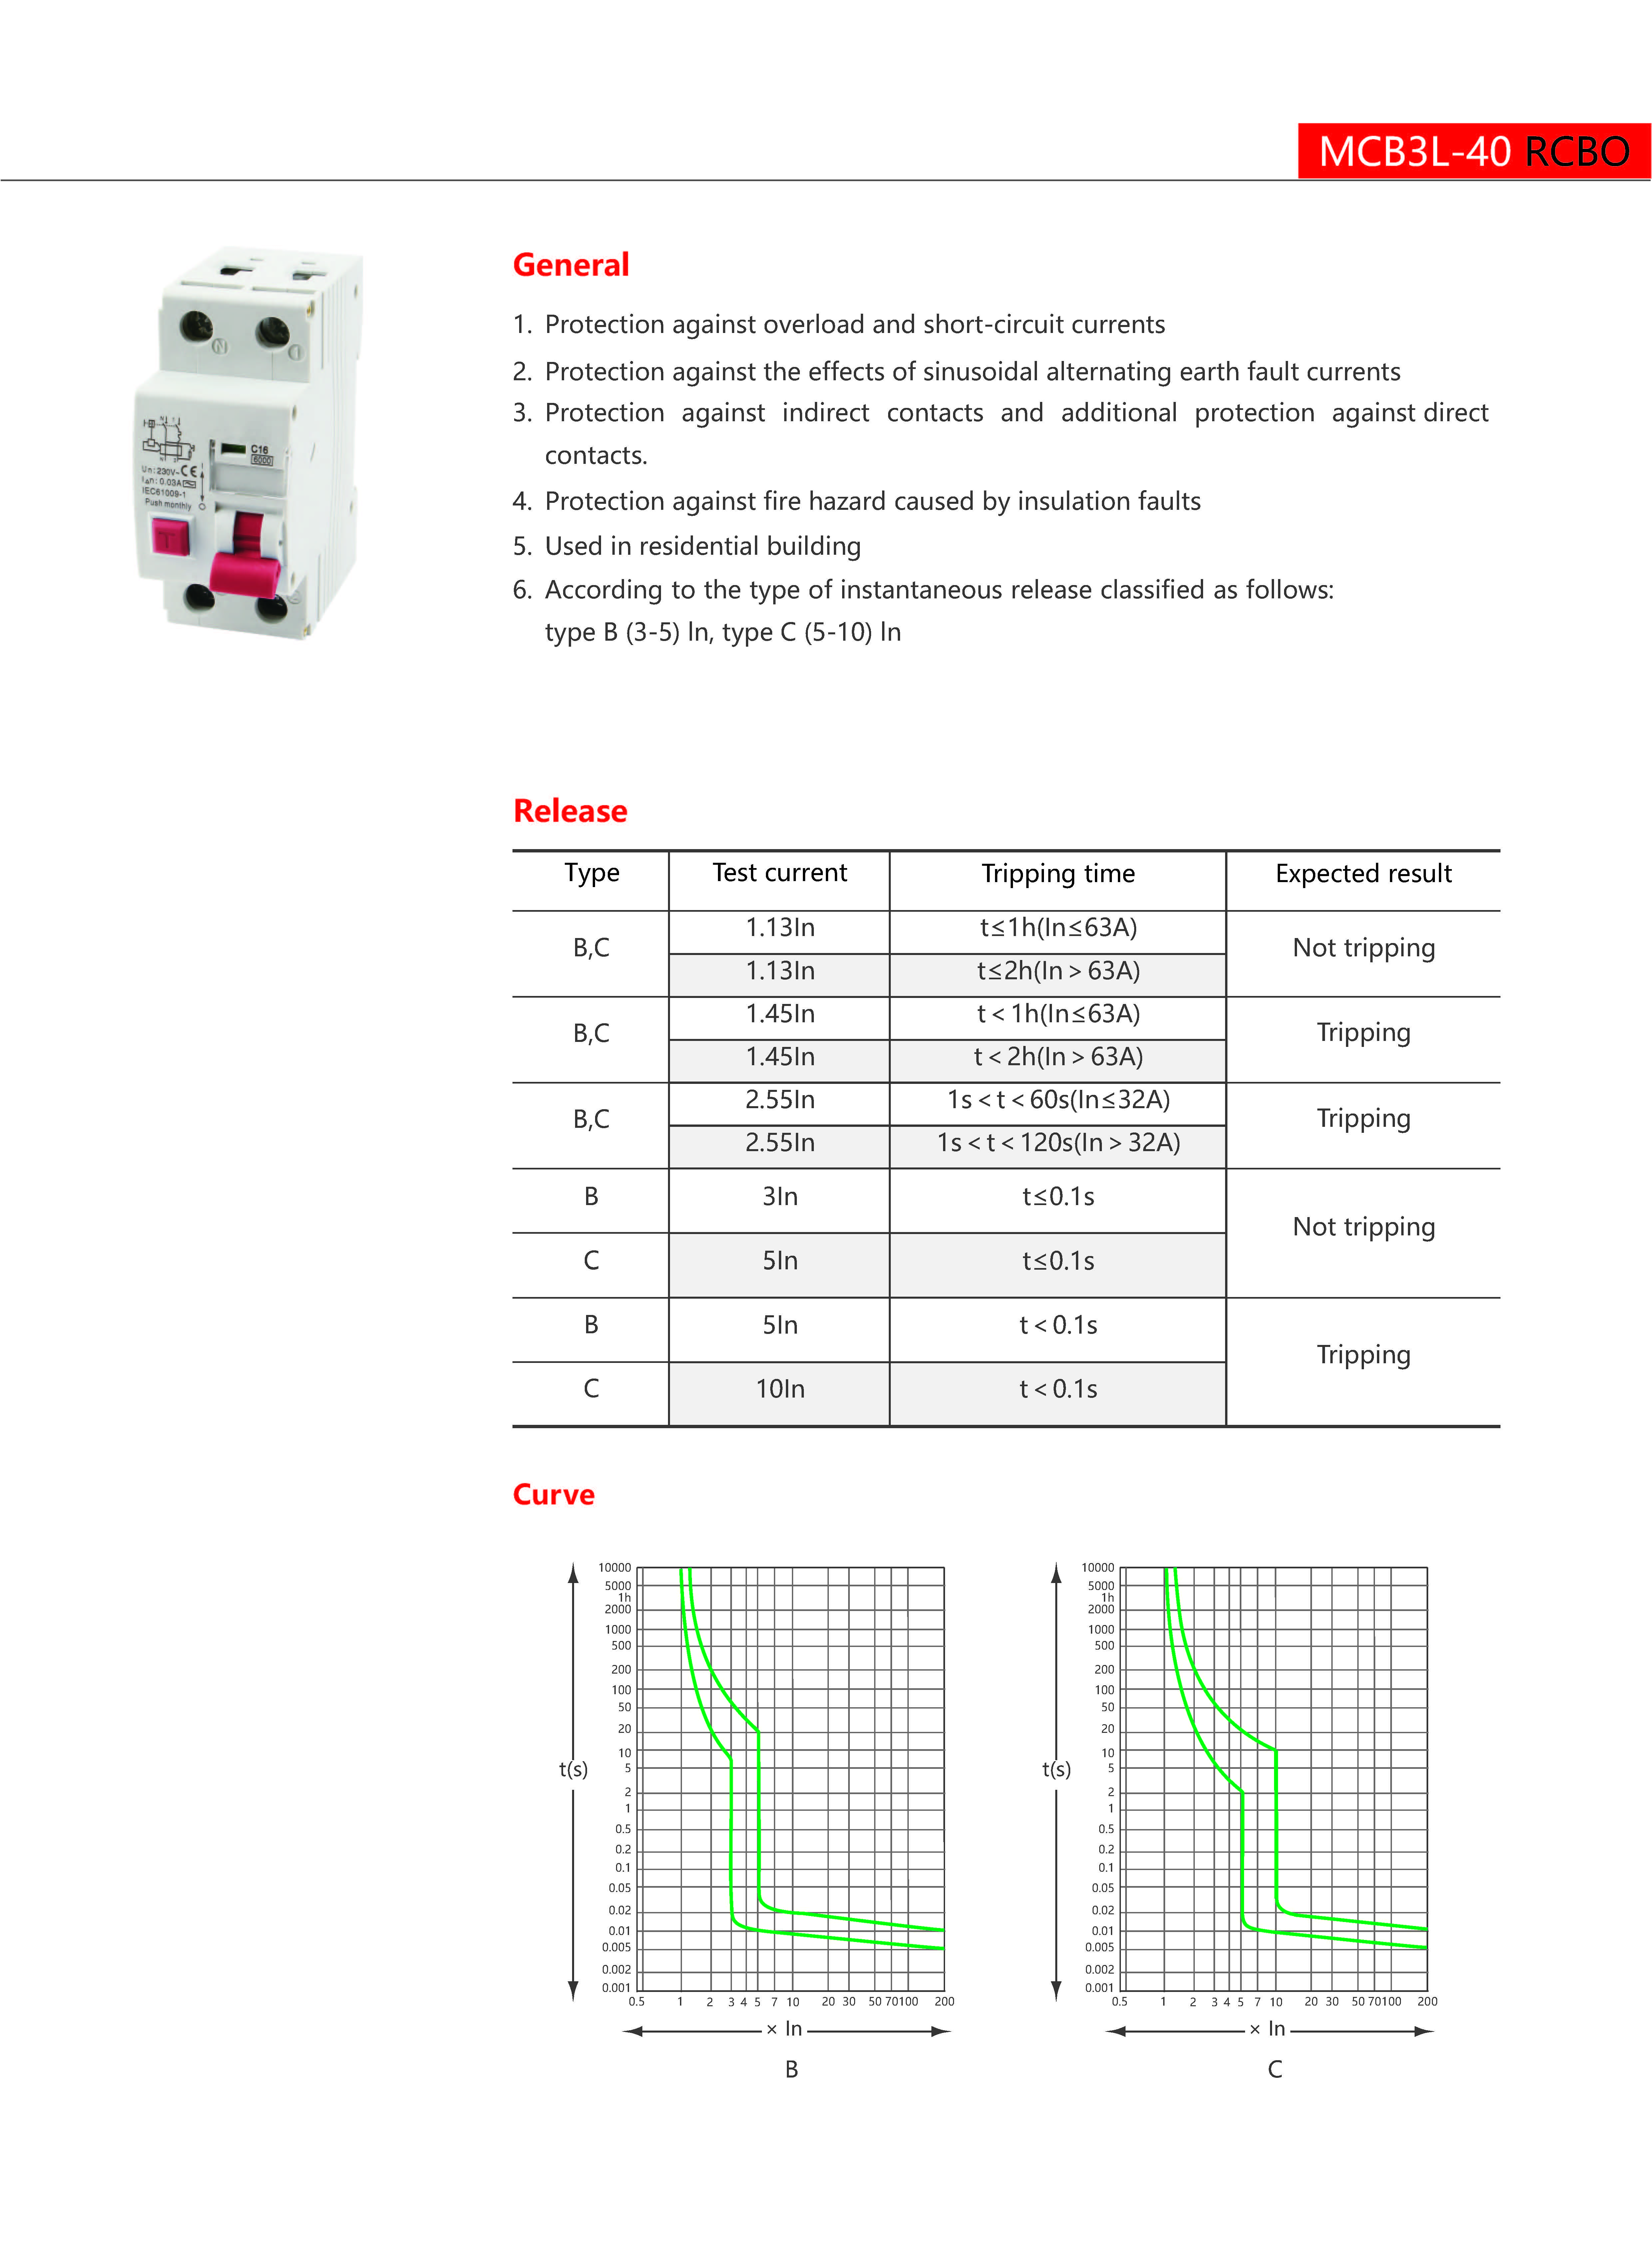 MCB3L-40 RCBO
General
1. Protection against overload and short-circuit currents
2. Protection against the effects of sinusoidal alternating earth fault currents
3. Protection against indirect contacts and additional protection against direct
contacts.
4. Protection against fire hazard caused by insulation faults
5. Used in residential building
6. According to the type of instantaneous release classified as follows:
type B (3-5) ln, type C (5-10) ln
N
1
C16
6000
Un:230V~ CE
I△n: 0.03A
IEC61009-1
Push monthly
T
Release
Type Test current Tripping time Expected result
B,C 1.13In t≤1h(In≤63A) Not tripping
1.13In t≤2h(In > 63A)
B,C 1.45In t < 1h(In≤63A) Tripping
1.45In t < 2h(In > 63A)
B,C 2.55In 1s < t < 60s(In≤32A) Tripping
2.55In 1s < t < 120s(In > 32A)
B 3In t≤0.1s Not tripping
C 5In t≤0.1s
B 5In t < 0.1s Tripping
C 10In t < 0.1s
Curve
10000
5000
1h
2000
1000
500
200
100
50
20
10
5
2
1
0.5
0.2
0.1
0.05
0.02
0.01
0.005
0.002
0.001
t(s)
0.5 1 2 3 4 5 7 10 20 30 50 70100 200
× In
B
10000
5000
1h
2000
1000
500
200
100
50
20
10
5
2
1
0.5
0.2
0.1
0.05
0.02
0.01
0.005
0.002
0.001
t(s)
0.5 1 2 3 4 5 7 10 20 30 50 70100 200
× In
C